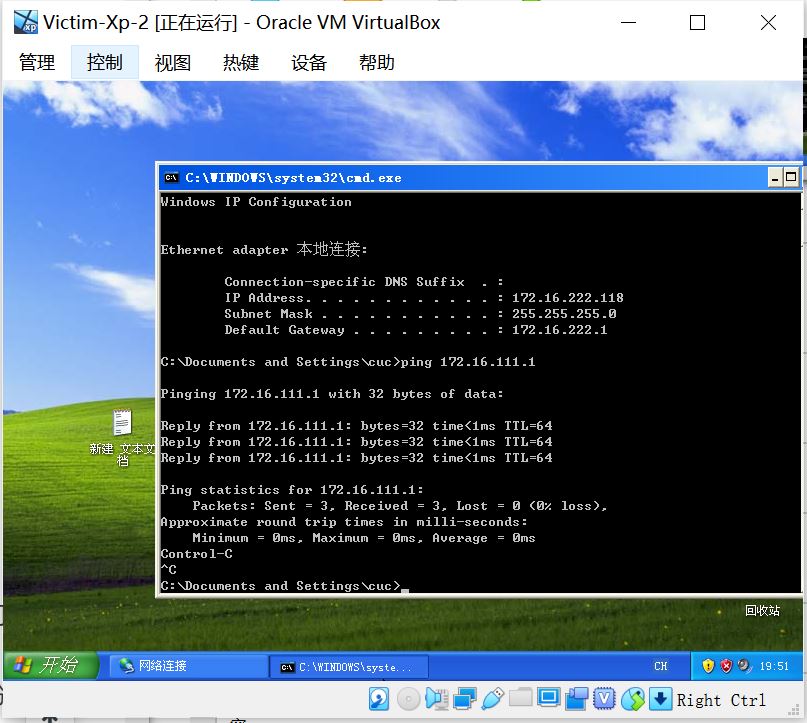 Victim-Xp-2 [正在运行] - Oracle VM VirtualBox
管理 控制 视图 热键 设备 帮助
C:\WINDOWS\system32\cmd.exe
Windows IP Configuration
Ethernet adapter 本地连接:
Connection-specific DNS Suffix  . :
IP Address. . . . . . . . . . . . : 172.16.222.118
Subnet Mask . . . . . . . . . . . : 255.255.255.0
Default Gateway . . . . . . . . . : 172.16.222.1
C:\Documents and Settings\cuc>ping 172.16.111.1
Pinging 172.16.111.1 with 32 bytes of data:
Reply from 172.16.111.1: bytes=32 time<1ms TTL=64
Reply from 172.16.111.1: bytes=32 time<1ms TTL=64
Reply from 172.16.111.1: bytes=32 time<1ms TTL=64
Ping statistics for 172.16.111.1:
Packets: Sent = 3, Received = 3, Lost = 0 (0% loss),
Approximate round trip times in milli-seconds:
Minimum = 0ms, Maximum = 0ms, Average = 0ms
Control-C
^C
C:\Documents and Settings\cuc>
新建 文本文
档
回收站
开始 网络连接 C:\WINDOWS\syste... CH 19:51
Right Ctrl